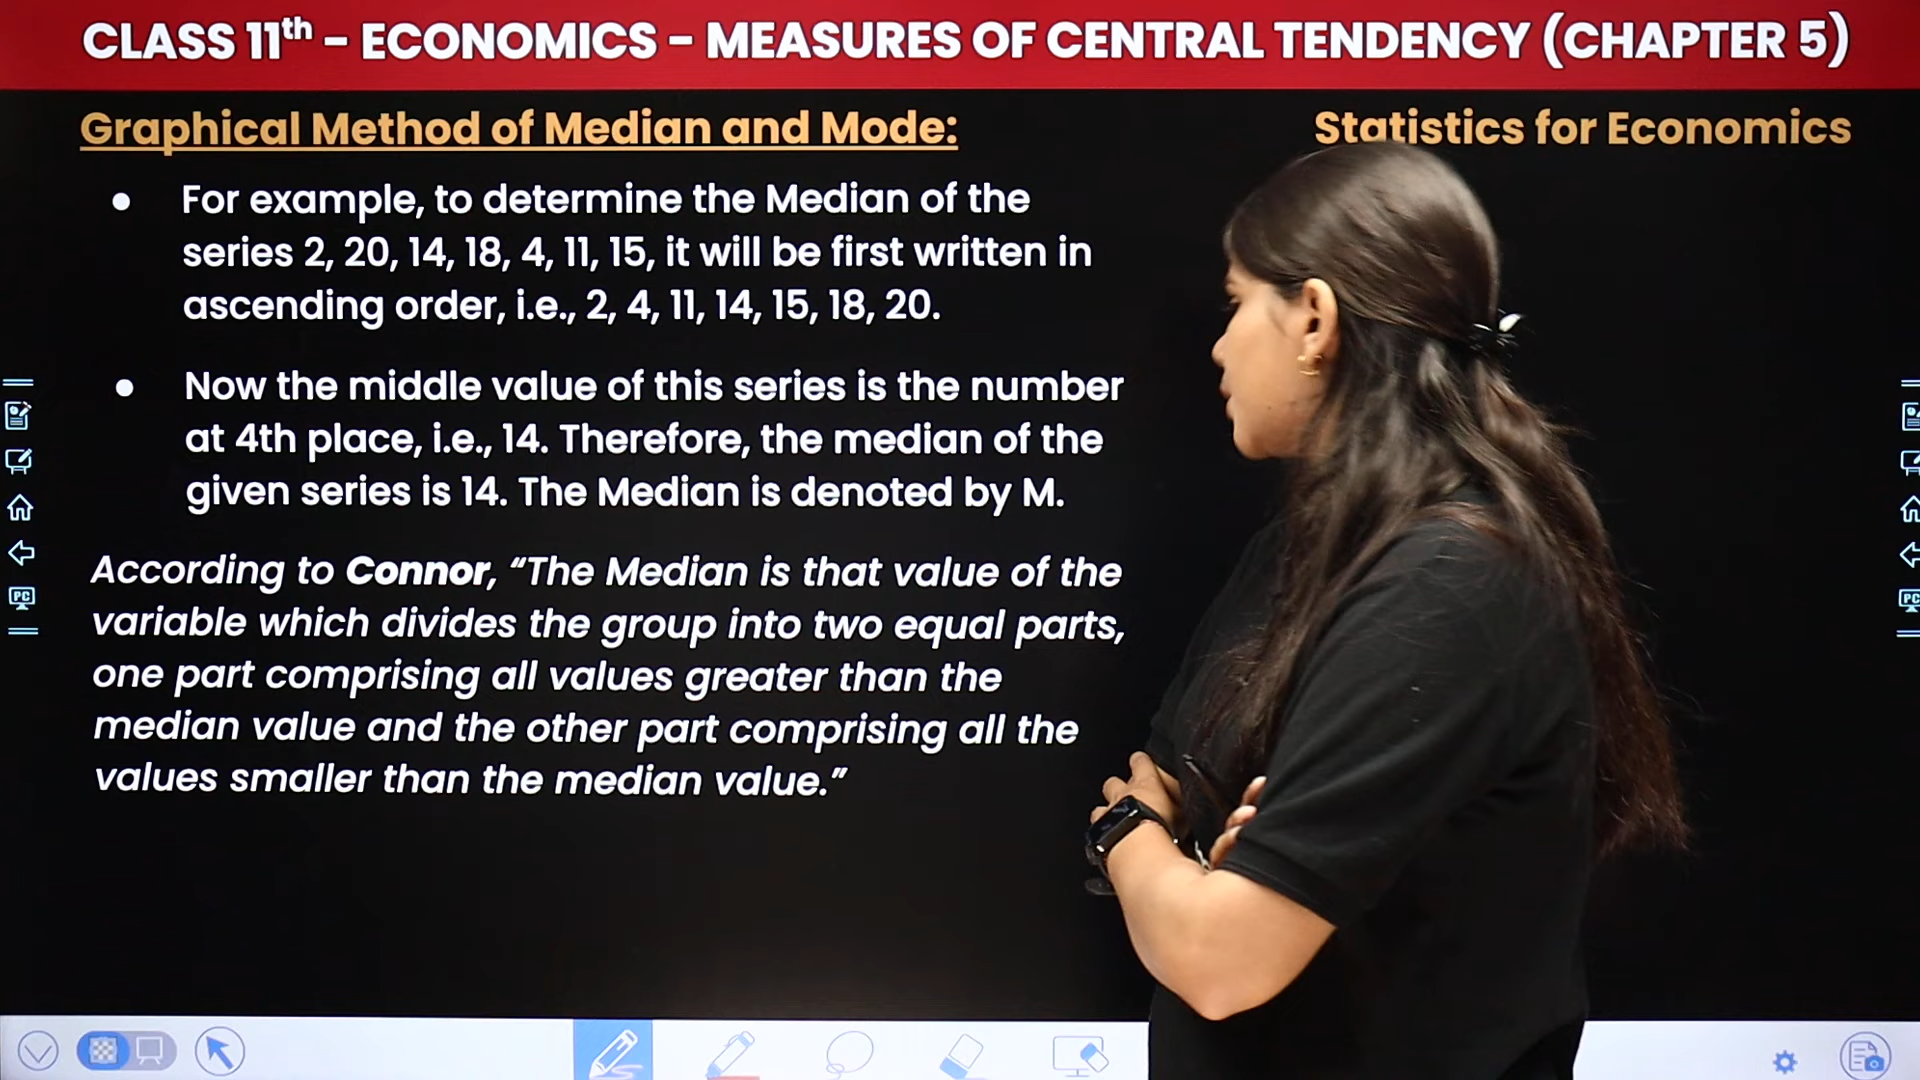 CLASS 11th - ECONOMICS - MEASURES OF CENTRAL TENDENCY (CHAPTER 5)
Graphical Method of Median and Mode:
Statistics for Economics
● For example, to determine the Median of the
series 2, 20, 14, 18, 4, 11, 15, it will be first written in
ascending order, i.e., 2, 4, 11, 14, 15, 18, 20.
● Now the middle value of this series is the number
at 4th place, i.e., 14. Therefore, the median of the
given series is 14. The Median is denoted by M.
According to Connor, “The Median is that value of the
variable which divides the group into two equal parts,
one part comprising all values greater than the
median value and the other part comprising all the
values smaller than the median value.”
PC
PC